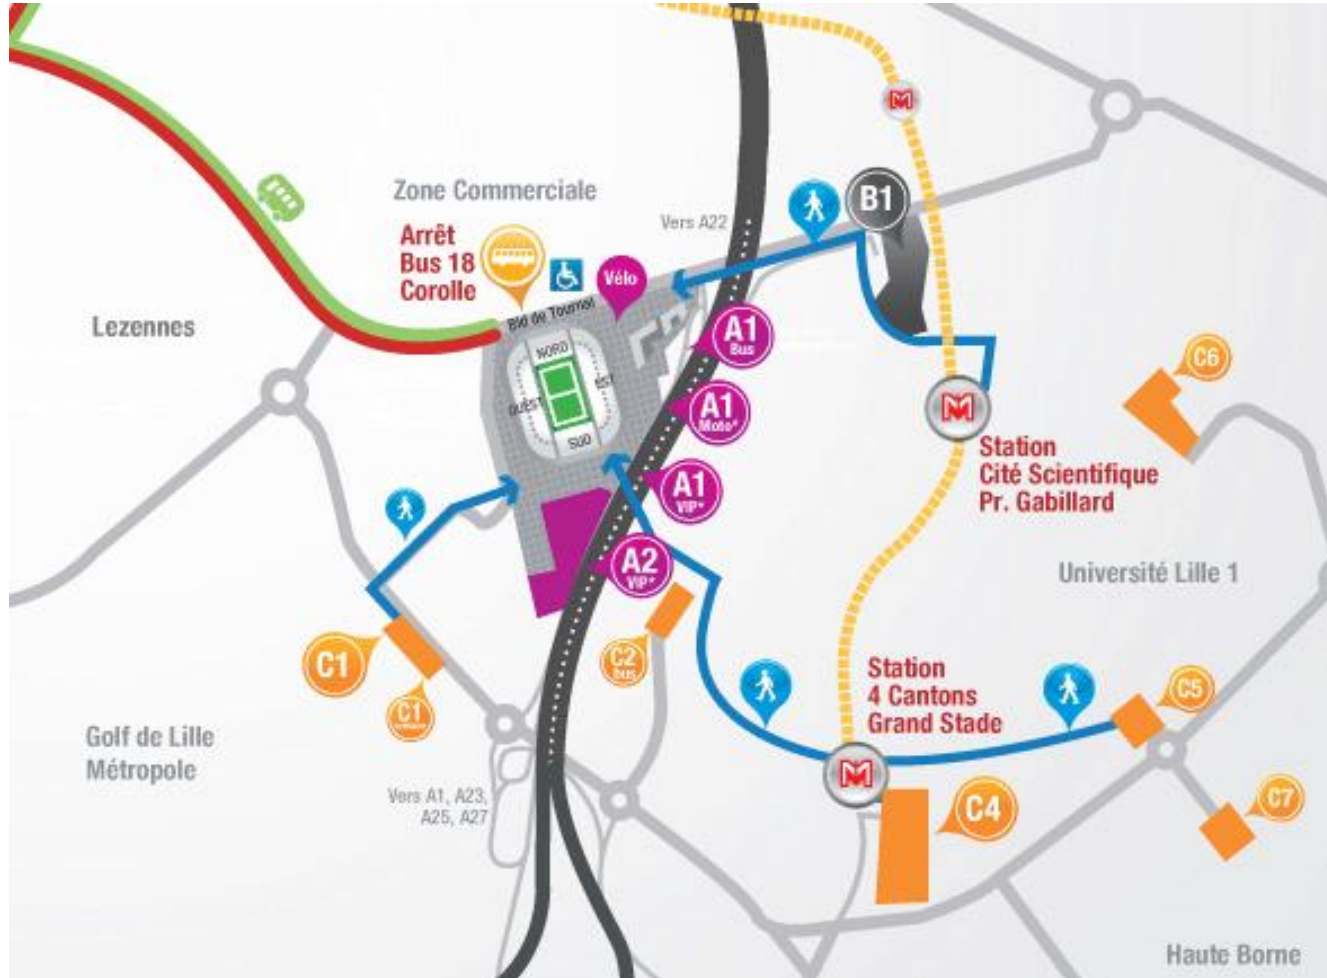 M
B1
Zone Commerciale
Vers A22
Arrêt
Bus 18
Corolle
Vélo
Bld de Tournai
Lezennes
A1
Bus
NORD
EST
OUEST
SUD
C6
A1
Moto*
M
Station
Cité Scientifique
Pr. Gabillard
A1
VIP*
A2
VIP*
Université Lille 1
C1
C2
bus
Station
4 Cantons
Grand Stade
C5
C1
Golf de Lille
Métropole
M
Vers A1, A23,
A25, A27
C4
C7
Haute Borne